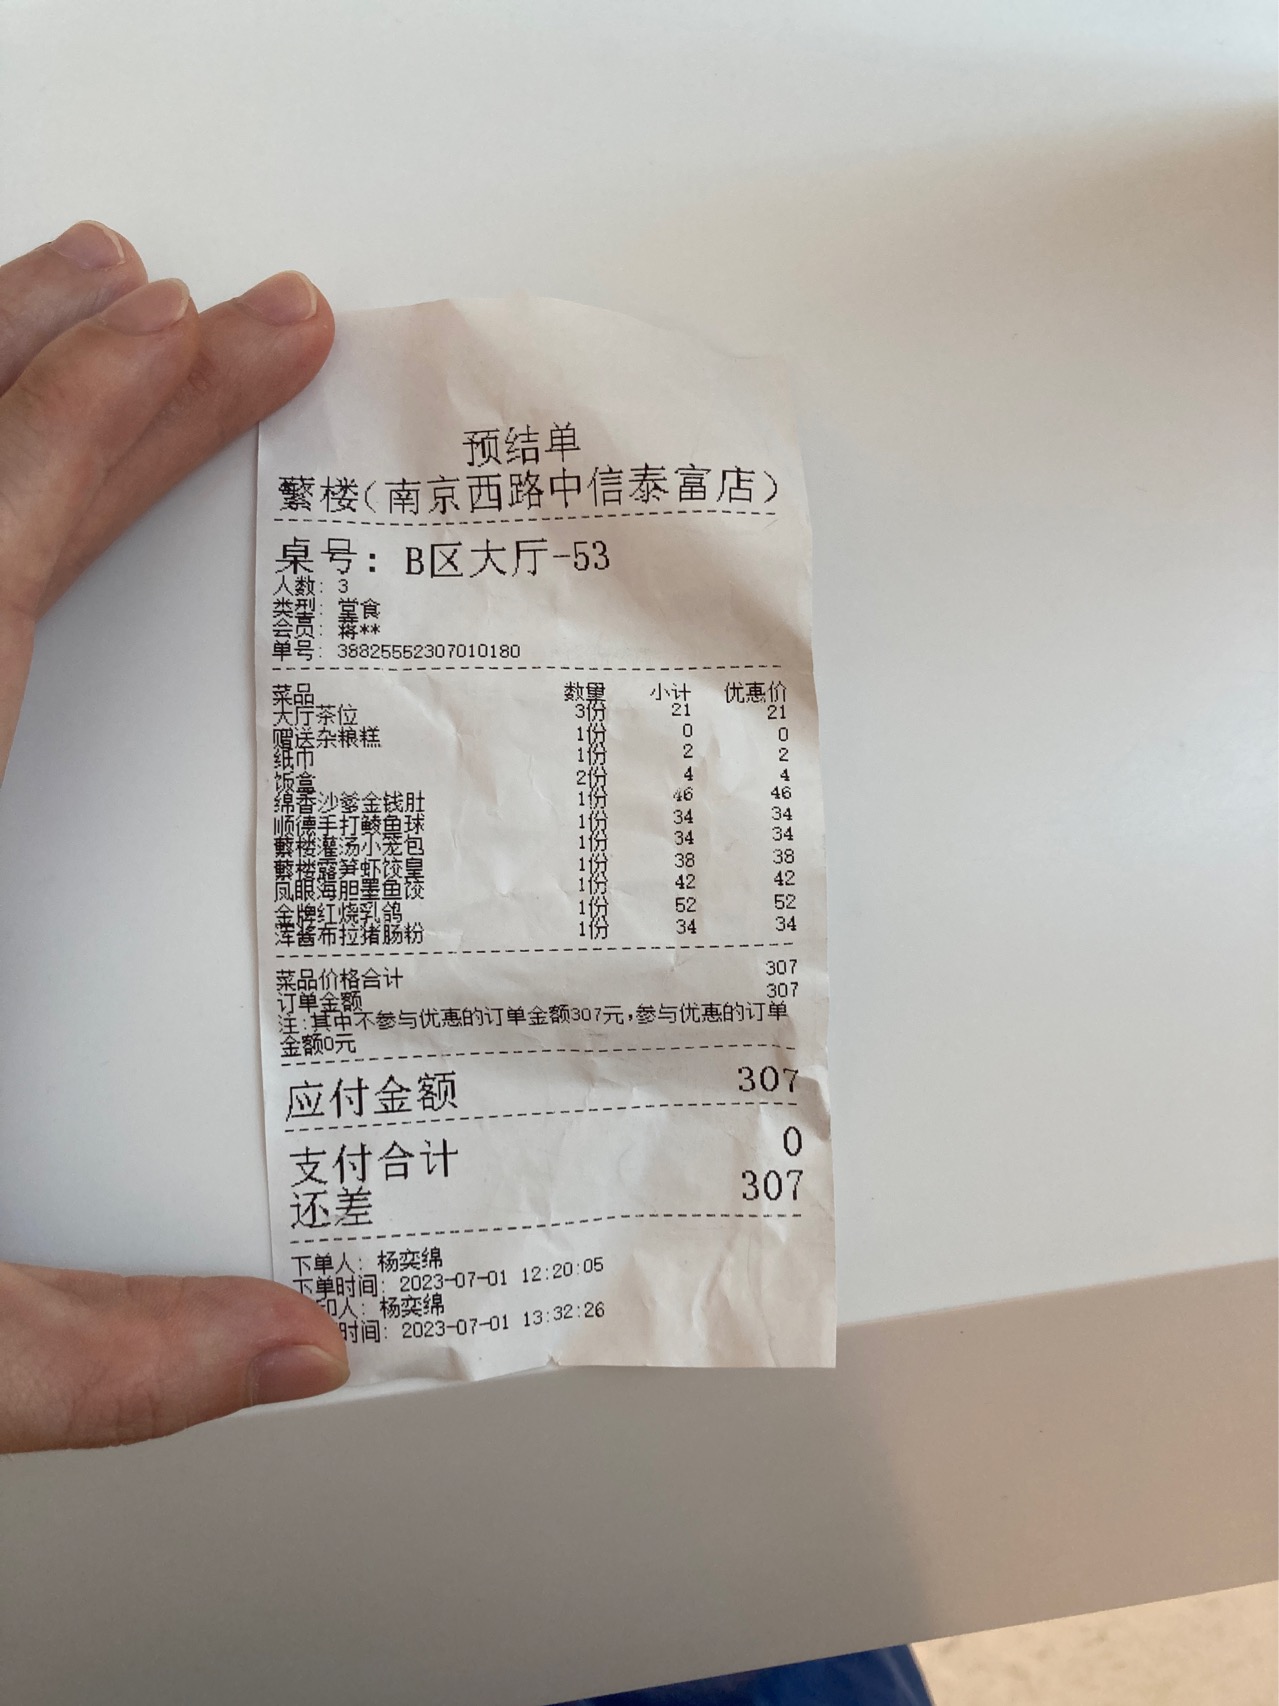 预结单
蘩楼(南京西路中信泰富店)
桌号: B区大厅-53
人数: 3
类型: 堂食
会员: 蒋**
单号: 388255523070​10180
菜品 数量 小计 优惠价
大厅茶位 3份 21 21
赠送杂粮糕 1份 0 0
纸巾 1份 2 2
饭盒 2份 4 4
绵香沙爹金钱肚 1份 46 46
顺德手打鲮鱼球 1份 34 34
蘩楼灌汤小笼包 1份 34 34
蘩楼露笋虾饺皇 1份 38 38
凤眼海胆墨鱼饺 1份 42 42
金牌红烧乳鸽 1份 52 52
浑酱布拉猪肠粉 1份 34 34
菜品价格合计 307
订单金额 307
注:其中不参与优惠的订单金额307元,参与优惠的订单
金额0元
应付金额 307
支付合计 0
还差 307
下单人: 杨奕绵
下单时间: 2023-07-01 12:20:05
印人: 杨奕绵
时间: 2023-07-01 13:32:26